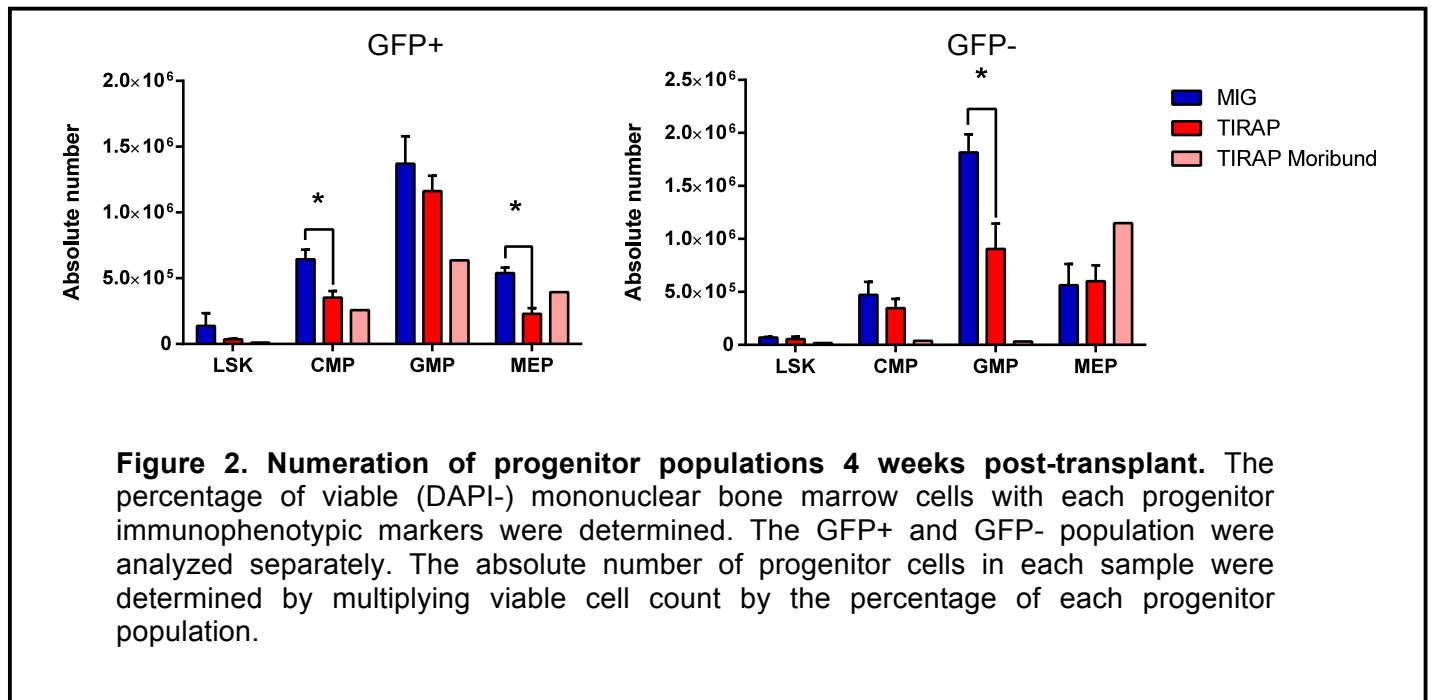 GFP+
2.0×10⁶
1.5×10⁶
1.0×10⁶
5.0×10⁵
0
Absolute number
*
*
LSK CMP GMP MEP
GFP-
2.5×10⁶
2.0×10⁶
1.5×10⁶
1.0×10⁶
5.0×10⁵
0
Absolute number
*
LSK CMP GMP MEP
MIG
TIRAP
TIRAP Moribund
Figure 2. Numeration of progenitor populations 4 weeks post-transplant. The
percentage of viable (DAPI-) mononuclear bone marrow cells with each progenitor
immunophenotypic markers were determined. The GFP+ and GFP- population were
analyzed separately. The absolute number of progenitor cells in each sample were
determined by multiplying viable cell count by the percentage of each progenitor
population.